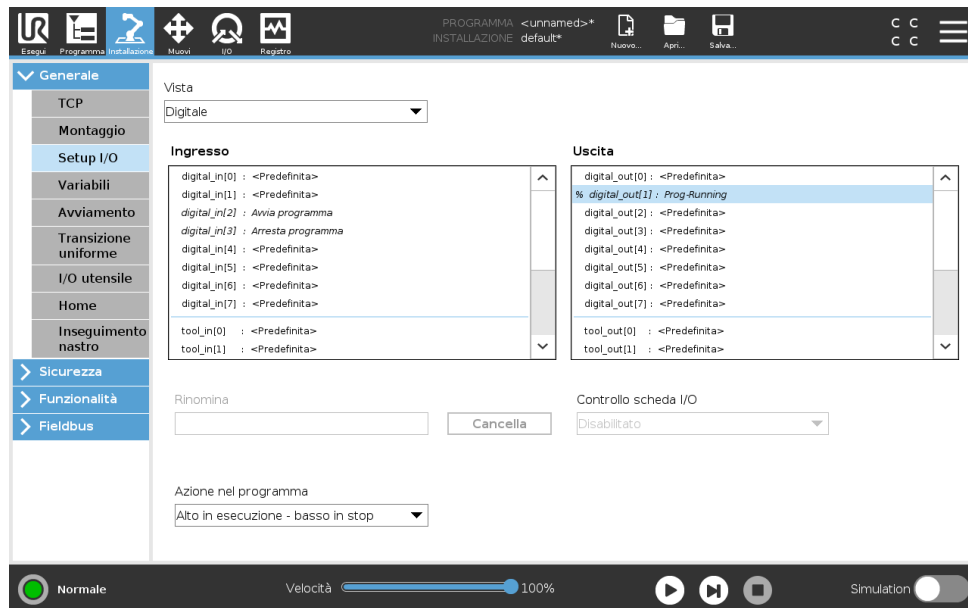 PROGRAMMA <unnamed>*
INSTALLAZIONE default*
Esegui Programma Installazione Muovi I/O Registro Nuovo... Apri... Salva...
C C
C C
Generale
TCP
Montaggio
Setup I/O
Variabili
Avviamento
Transizione
uniforme
I/O utensile
Home
Inseguimento
nastro
Sicurezza
Funzionalità
Fieldbus
Vista
Digitale
Ingresso
digital_in[0] : <Predefinita>
digital_in[1] : <Predefinita>
digital_in[2] : Avvia programma
digital_in[3] : Arresta programma
digital_in[4] : <Predefinita>
digital_in[5] : <Predefinita>
digital_in[6] : <Predefinita>
digital_in[7] : <Predefinita>
tool_in[0] : <Predefinita>
tool_in[1] : <Predefinita>
Uscita
digital_out[0] : <Predefinita>
% digital_out[1] : Prog-Running
digital_out[2] : <Predefinita>
digital_out[3] : <Predefinita>
digital_out[4] : <Predefinita>
digital_out[5] : <Predefinita>
digital_out[6] : <Predefinita>
digital_out[7] : <Predefinita>
tool_out[0] : <Predefinita>
tool_out[1] : <Predefinita>
Rinomina
Cancella
Controllo scheda I/O
Disabilitato
Azione nel programma
Alto in esecuzione - basso in stop
Normale
Velocità 100%
Simulation